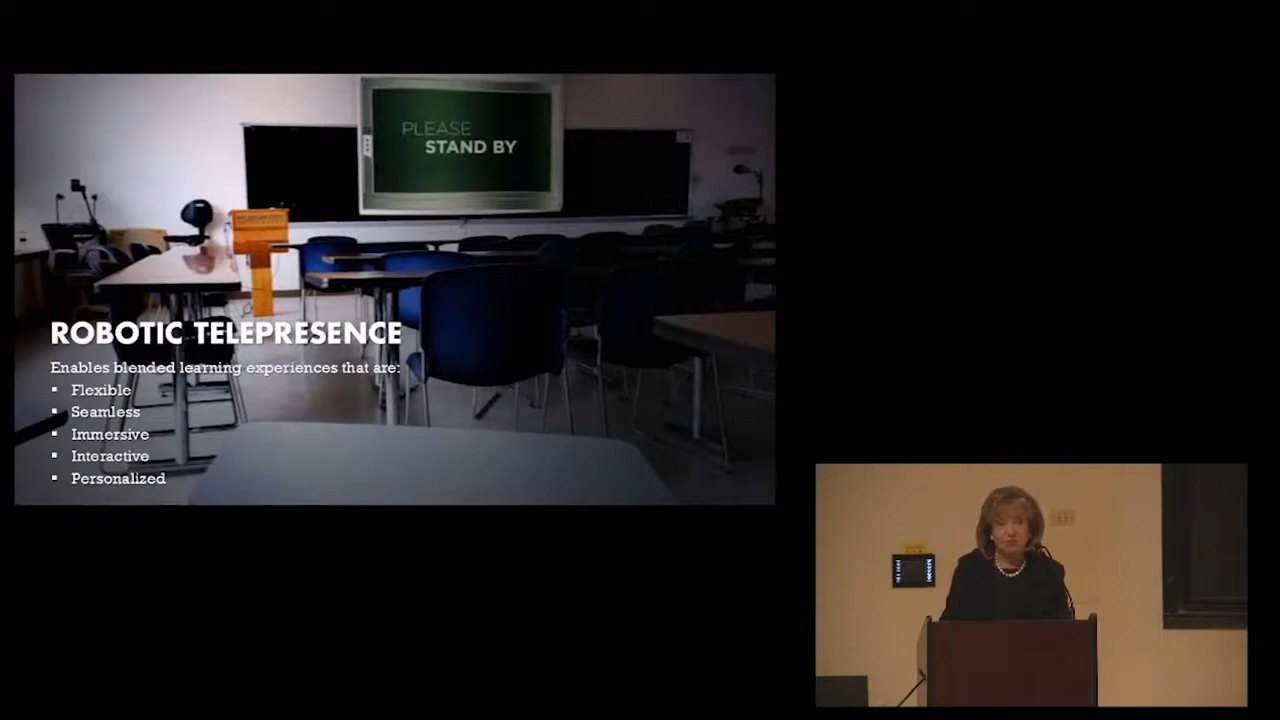 PLEASE
STAND BY
ROBOTIC TELEPRESENCE
Enables blended learning experiences that are:
▪ Flexible
▪ Seamless
▪ Immersive
▪ Interactive
▪ Personalized